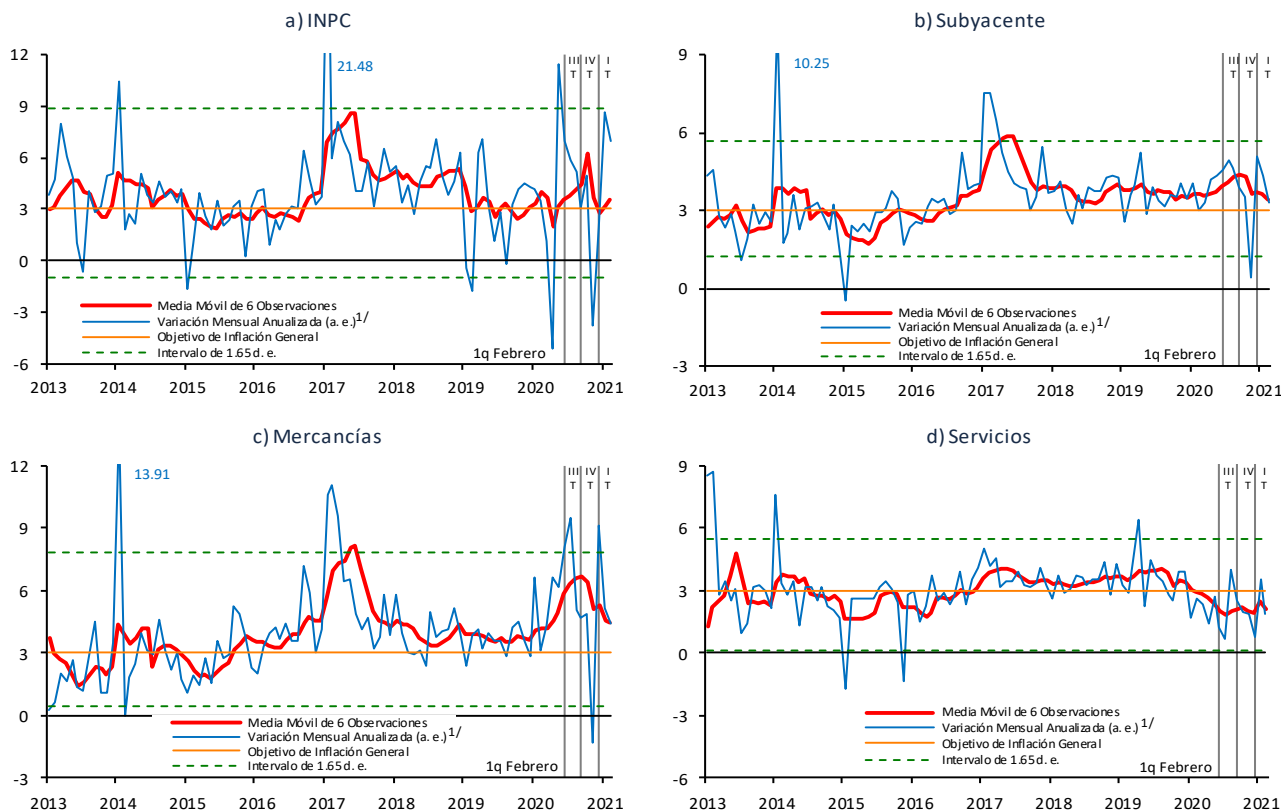 a) INPC
12
9
6
3
0
-3
-6
21.48
III
T
IV
T
I
T
Media Móvil de 6 Observaciones
Variación Mensual Anualizada (a. e.)1/
Objetivo de Inflación General
Intervalo de 1.65 d. e.
1q Febrero
2013 2014 2015 2016 2017 2018 2019 2020 2021
b) Subyacente
9
6
3
0
-3
10.25
III
T
IV
T
I
T
Media Móvil de 6 Observaciones
Variación Mensual Anualizada (a. e.)1/
Objetivo de Inflación General
Intervalo de 1.65 d. e.
1q Febrero
2013 2014 2015 2016 2017 2018 2019 2020 2021
c) Mercancías
12
9
6
3
0
-3
13.91
III
T
IV
T
I
T
Media Móvil de 6 Observaciones
Variación Mensual Anualizada (a. e.)1/
Objetivo de Inflación General
Intervalo de 1.65 d. e.
1q Febrero
2013 2014 2015 2016 2017 2018 2019 2020 2021
d) Servicios
9
6
3
0
-3
-6
III
T
IV
T
I
T
Media Móvil de 6 Observaciones
Variación Mensual Anualizada (a. e.)1/
Objetivo de Inflación General
Intervalo de 1.65 d. e.
1q Febrero
2013 2014 2015 2016 2017 2018 2019 2020 2021